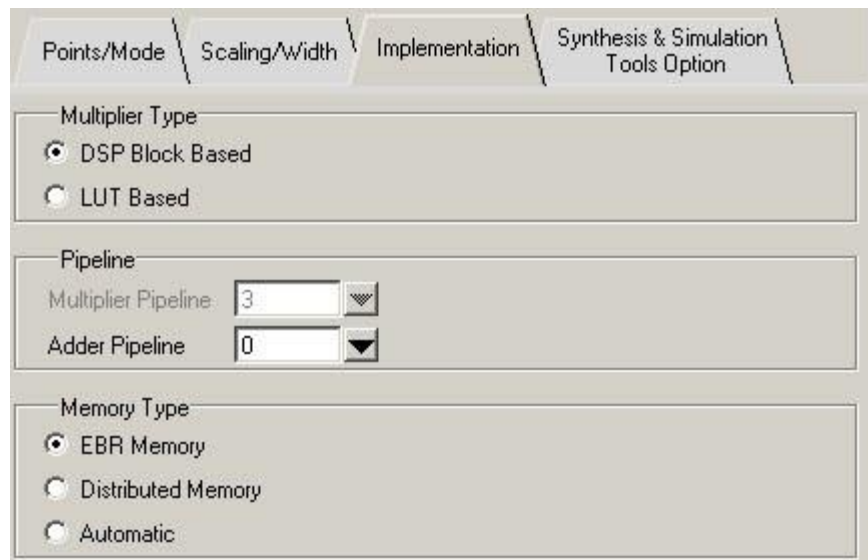 Points/Mode
Scaling/Width
Implementation
Synthesis & Simulation
Tools Option
Multiplier Type
DSP Block Based
LUT Based
Pipeline
Multiplier Pipeline 3
Adder Pipeline 0
Memory Type
EBR Memory
Distributed Memory
Automatic